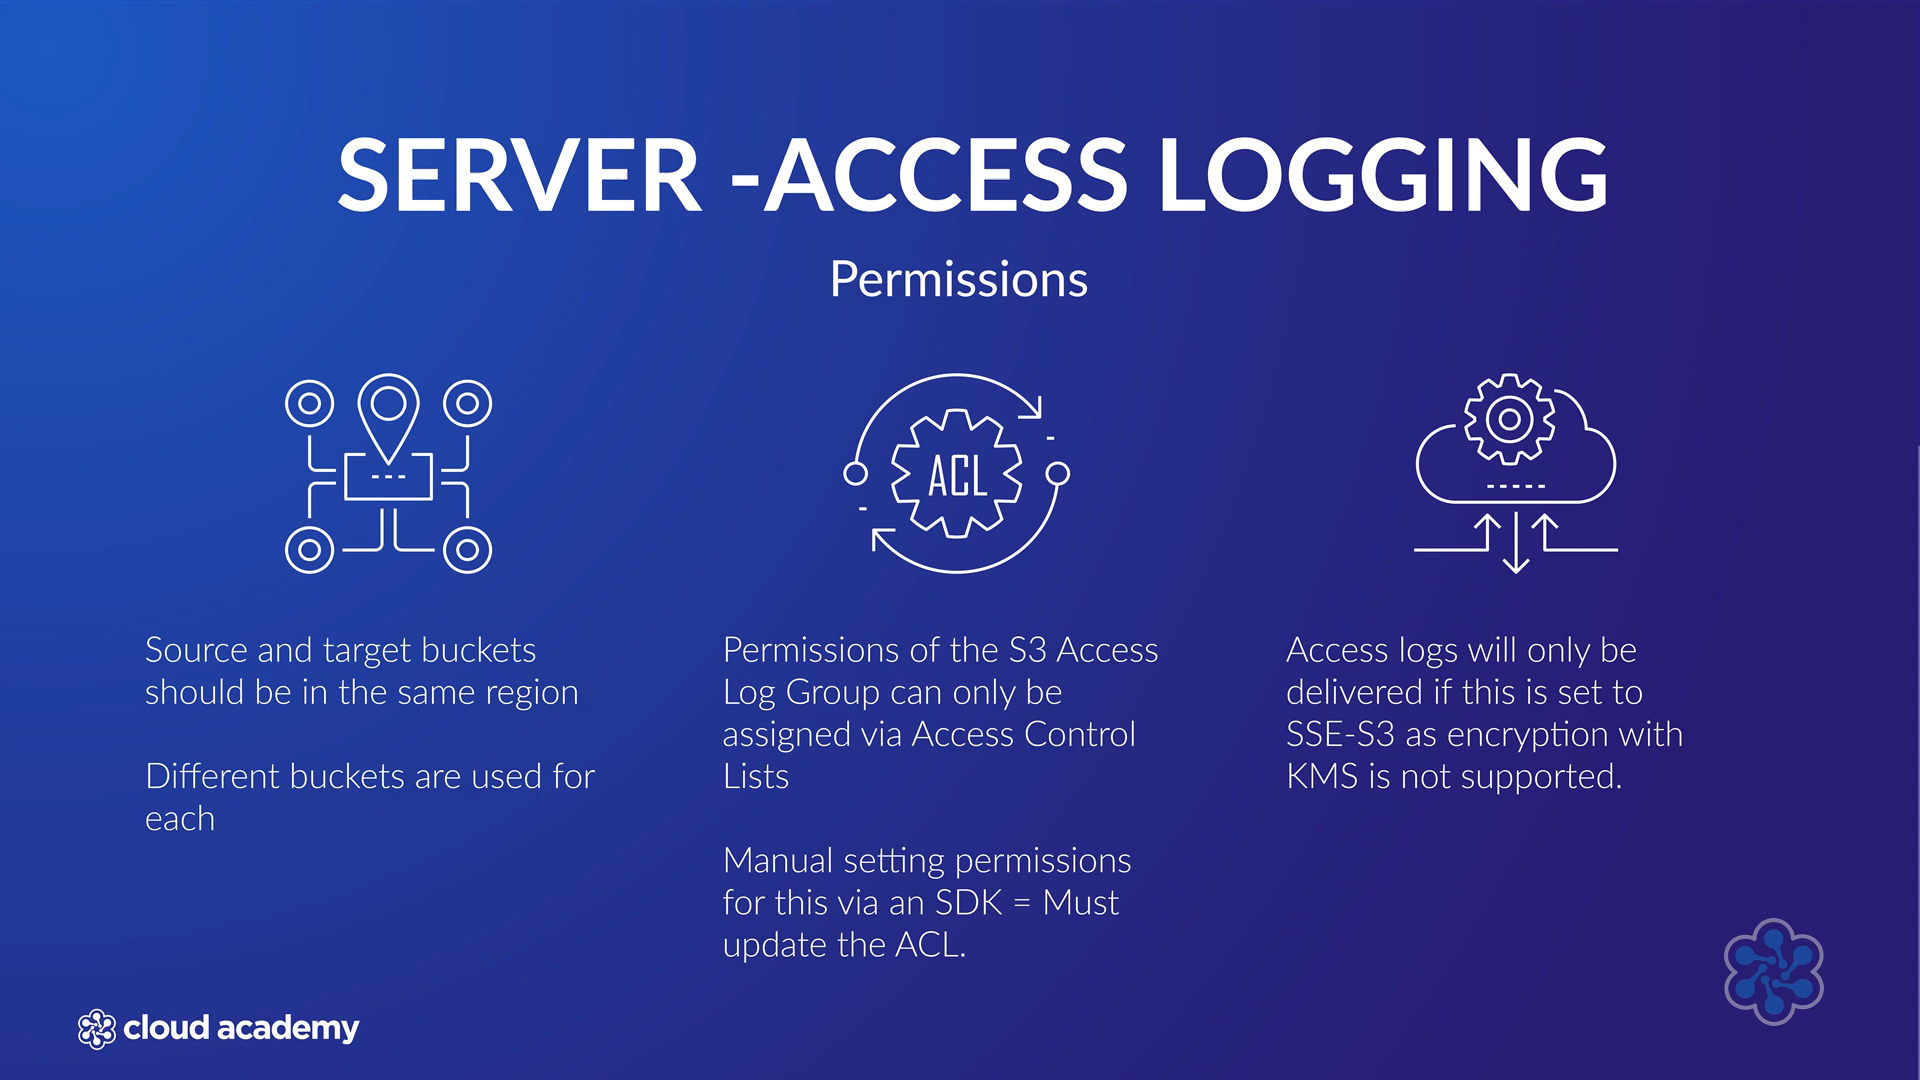 SERVER -ACCESS LOGGING
Permissions
ACL
Source and target buckets
should be in the same region
Different buckets are used for
each
Permissions of the S3 Access
Log Group can only be
assigned via Access Control
Lists
Manual setting permissions
for this via an SDK = Must
update the ACL.
Access logs will only be
delivered if this is set to
SSE-S3 as encryption with
KMS is not supported.
cloud academy